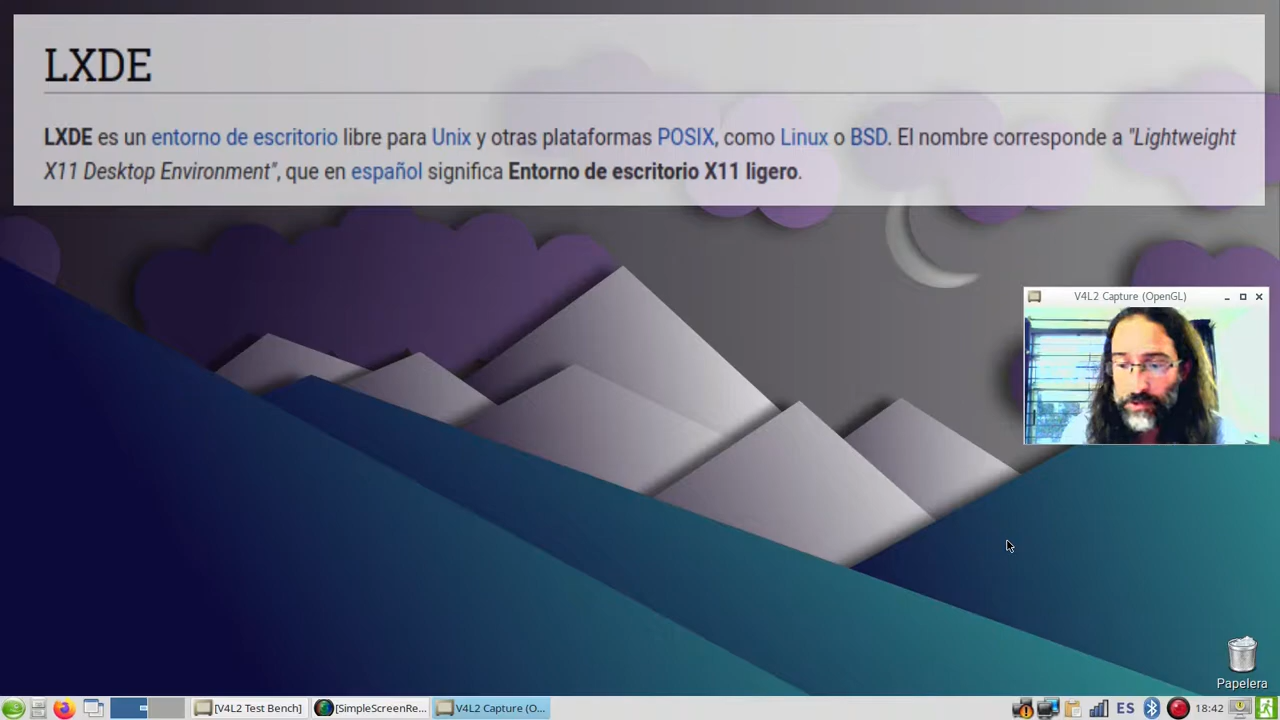 LXDE
LXDE es un entorno de escritorio libre para Unix y otras plataformas POSIX, como Linux o BSD. El nombre corresponde a "Lightweight
X11 Desktop Environment", que en español significa Entorno de escritorio X11 ligero.
V4L2 Capture (OpenGL)
Papelera
[V4L2 Test Bench]
[SimpleScreenRe...
V4L2 Capture (O...
ES
18:42